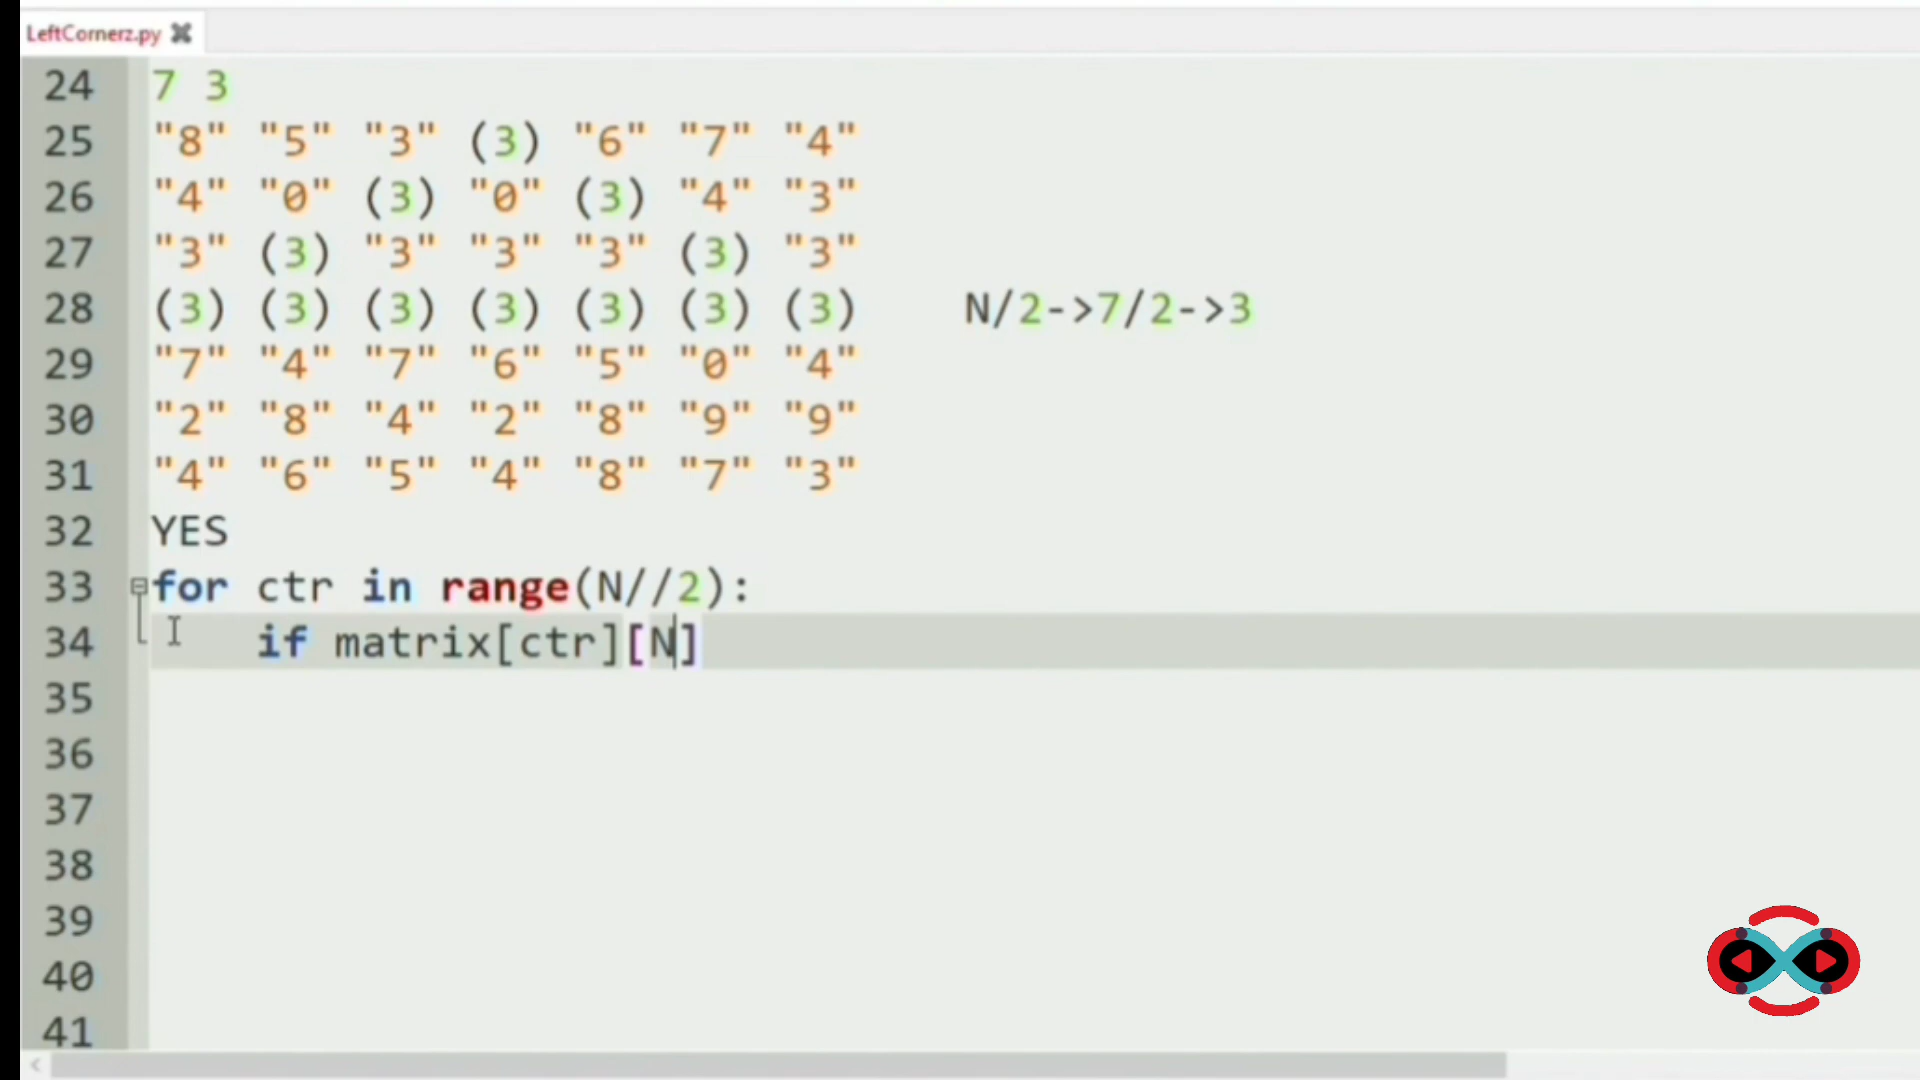 LeftCornerz.py
24 7 3
25 "8" "5" "3" (3) "6" "7" "4"
26 "4" "0" (3) "0" (3) "4" "3"
27 "3" (3) "3" "3" "3" (3) "3"
28 (3) (3) (3) (3) (3) (3) (3) N/2->7/2->3
29 "7" "4" "7" "6" "5" "0" "4"
30 "2" "8" "4" "2" "8" "9" "9"
31 "4" "6" "5" "4" "8" "7" "3"
32 YES
33 for ctr in range(N//2):
34 if matrix[ctr][N]
35
36
37
38
39
40
41